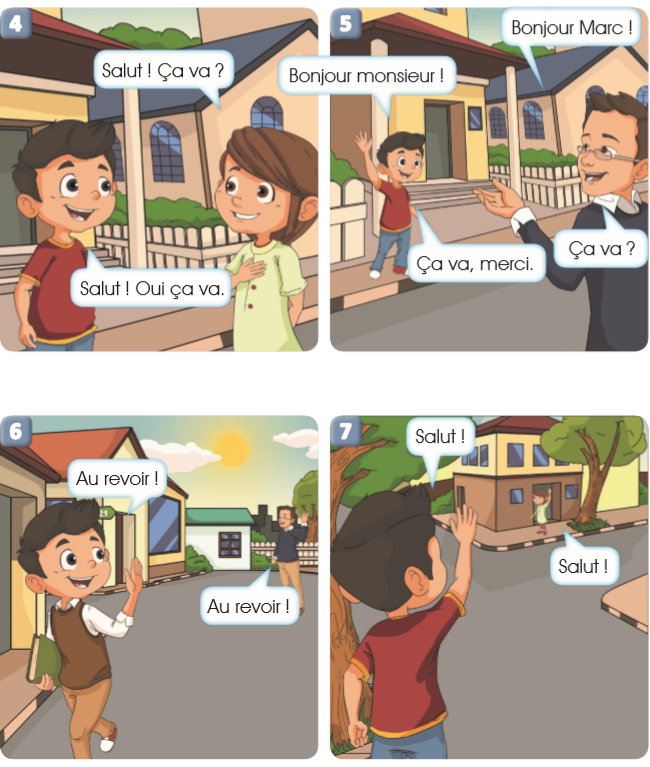 4
Salut ! Ça va ?
Salut ! Oui ça va.
5
Bonjour Marc !
Bonjour monsieur !
Ça va ?
Ça va, merci.
6
Au revoir !
Au revoir !
7
Salut !
Salut !